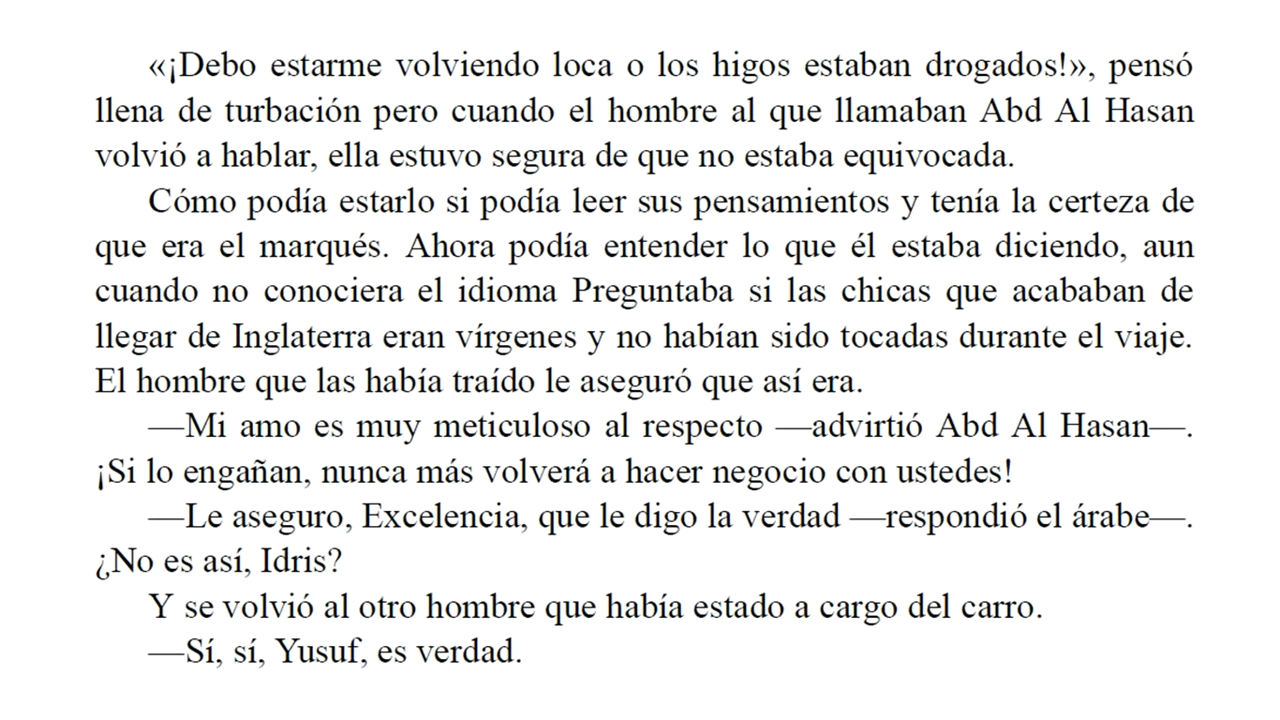 «¡Debo estarme volviendo loca o los higos estaban drogados!», pensó
llena de turbación pero cuando el hombre al que llamaban Abd Al Hasan
volvió a hablar, ella estuvo segura de que no estaba equivocada.
Cómo podía estarlo si podía leer sus pensamientos y tenía la certeza de
que era el marqués. Ahora podía entender lo que él estaba diciendo, aun
cuando no conociera el idioma Preguntaba si las chicas que acababan de
llegar de Inglaterra eran vírgenes y no habían sido tocadas durante el viaje.
El hombre que las había traído le aseguró que así era.
—Mi amo es muy meticuloso al respecto —advirtió Abd Al Hasan—.
¡Si lo engañan, nunca más volverá a hacer negocio con ustedes!
—Le aseguro, Excelencia, que le digo la verdad —respondió el árabe—.
¿No es así, Idris?
Y se volvió al otro hombre que había estado a cargo del carro.
—Sí, sí, Yusuf, es verdad.